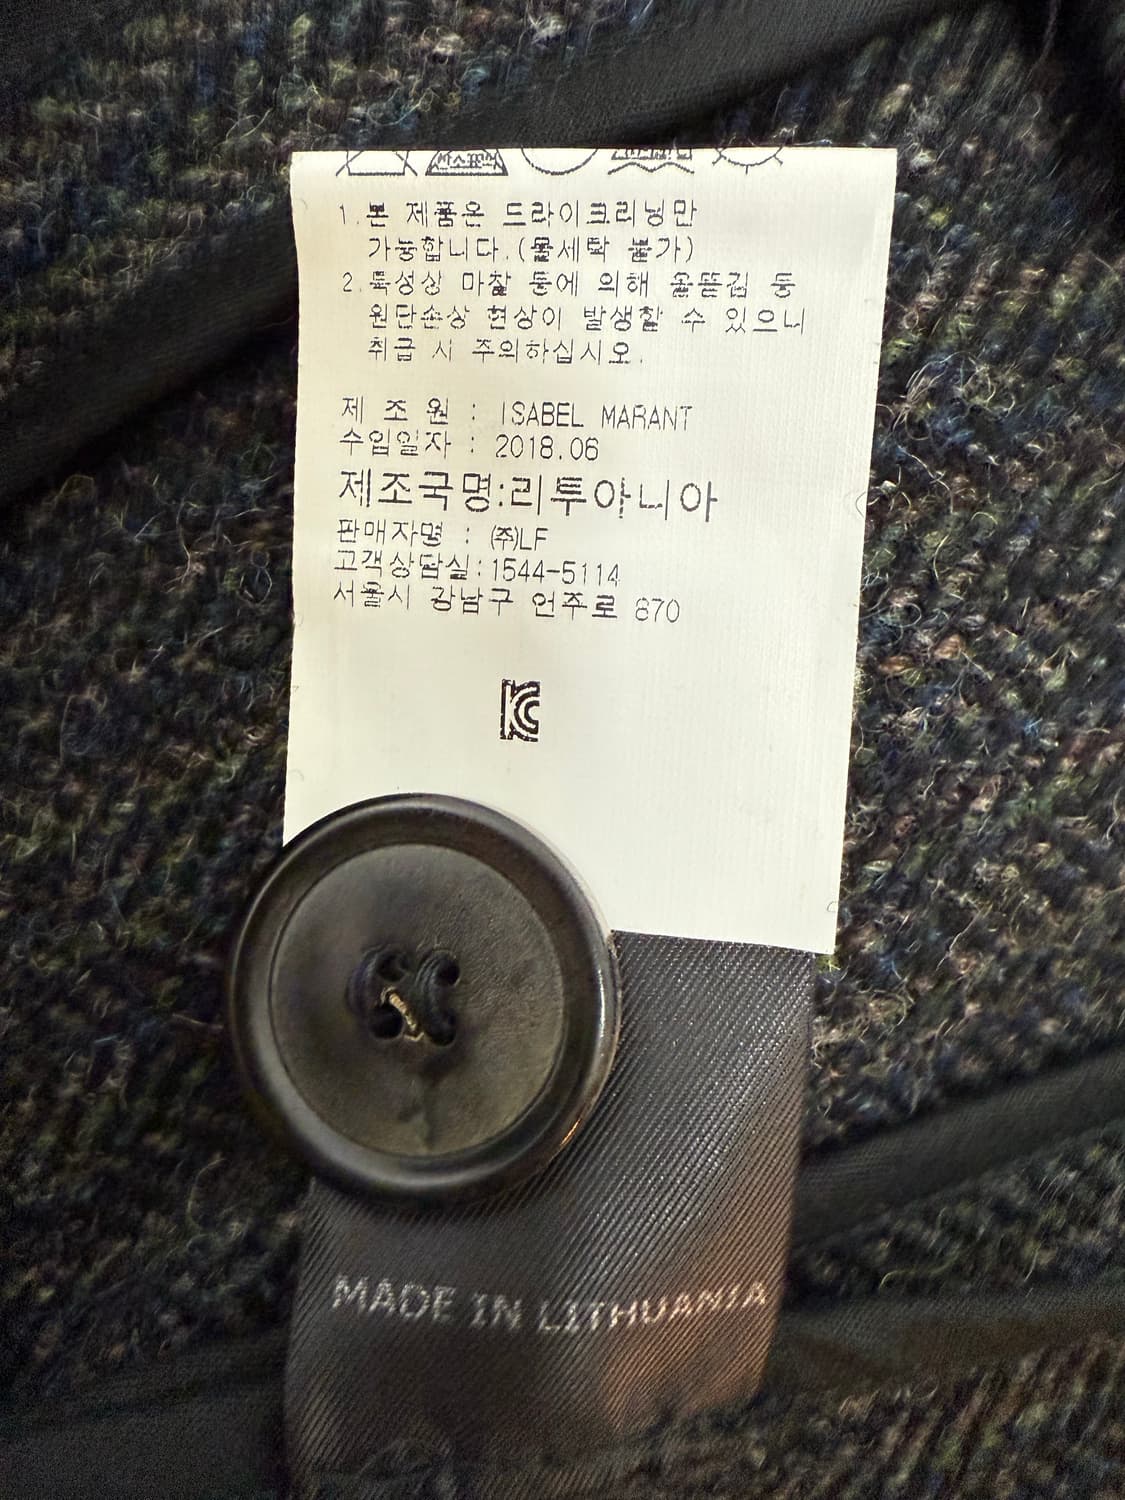 1.본 제품은 드라이크리닝만
가능합니다.(물세탁 불가)
2.특성상 마찰 등에 의해 올뜯김 등
원단손상 현상이 발생할 수 있으니
취급 시 주의하십시오.
제 조 원 : ISABEL MARANT
수입일자 : 2018.06
제조국명:리투아니아
판매자명 : ㈜LF
고객상담실:1544-5114
서울시 강남구 언주로 870
KC
MADE IN LITHUANIA